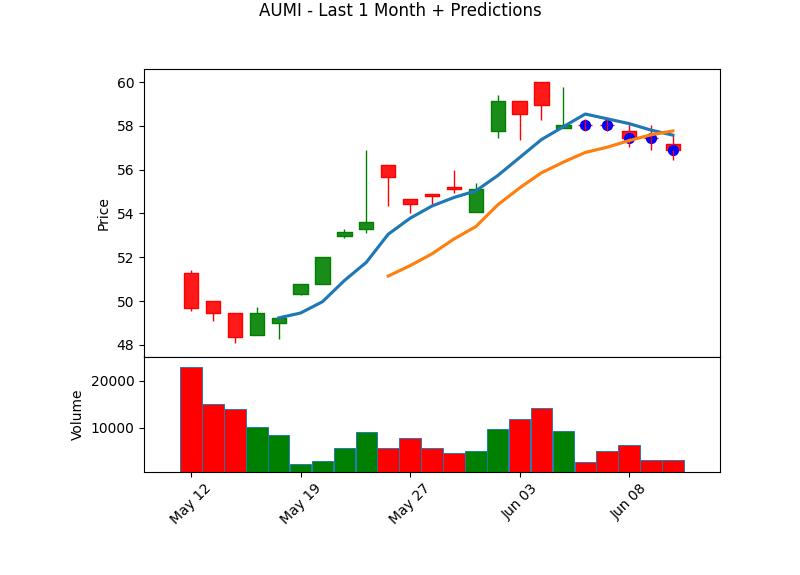 AUMI - Last 1 Month + Predictions
60
58
56
54
52
50
48
Price
20000
10000
Volume
May 12
May 19
May 27
Jun 03
Jun 08